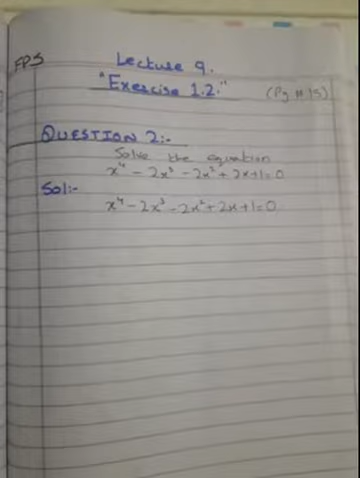 FPS
Lecture 9.
"Exercise 1.2."
(Pg # 15)
QUESTION 2:-
Solve the equation
x⁴ - 2x³ - 2x² + 2x + 1 = 0
Sol:-
x⁴ - 2x³ - 2x² + 2x + 1 = 0